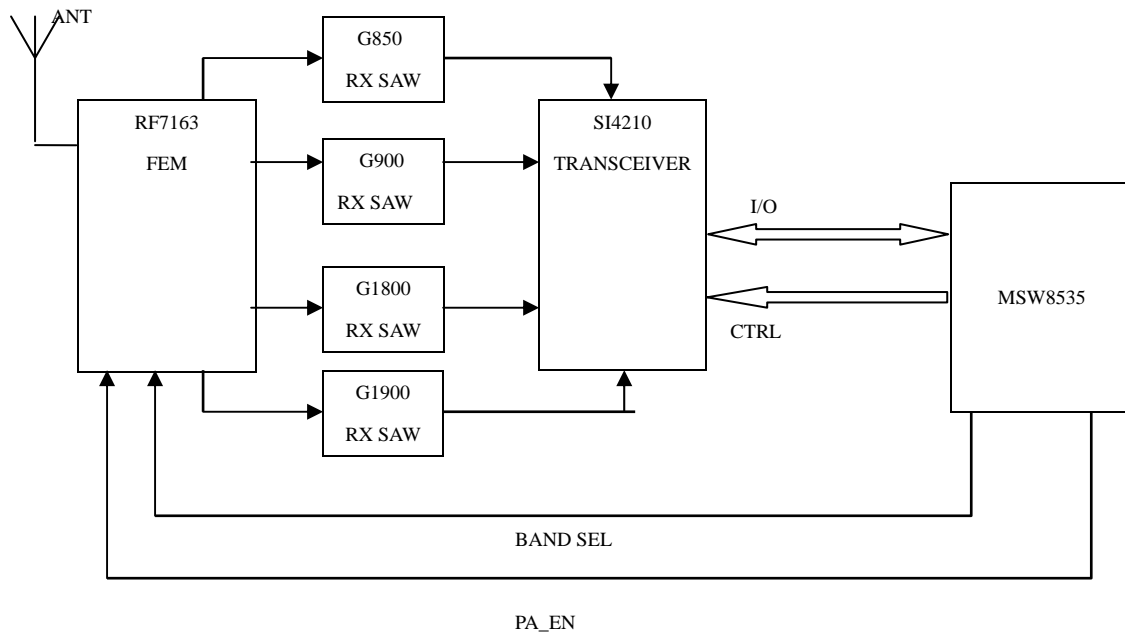 ANT
G850
RX SAW
RF7163
FEM
G900
RX SAW
G1800
RX SAW
G1900
RX SAW
SI4210
TRANSCEIVER
I/O
CTRL
MSW8535
BAND SEL
PA_EN